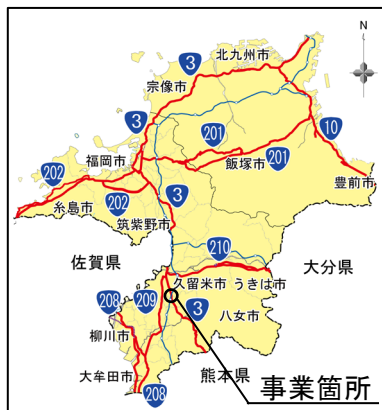 N
北九州市
3
宗像市
3
201
10
福岡市
飯塚市
201
202
豊前市
糸島市
202
3
筑紫野市
210
佐賀県
大分県
久留米市
うきは市
208
209
3
八女市
柳川市
大牟田市
熊本県
208
事業箇所